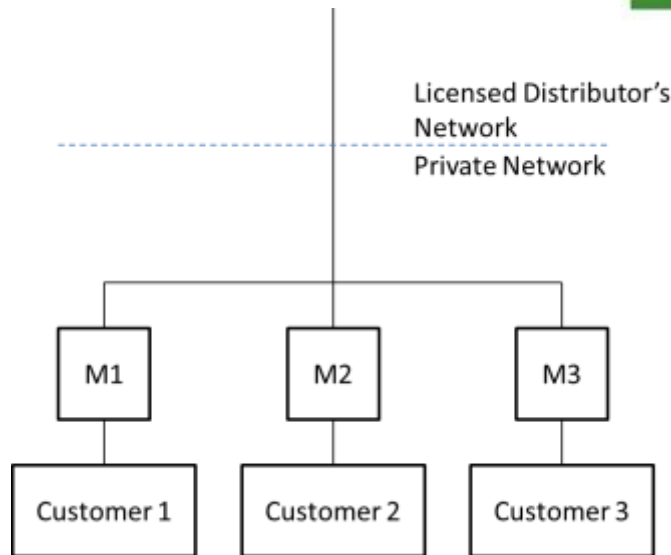 Licensed Distributor's
Network
Private Network
M1
M2
M3
Customer 1
Customer 2
Customer 3